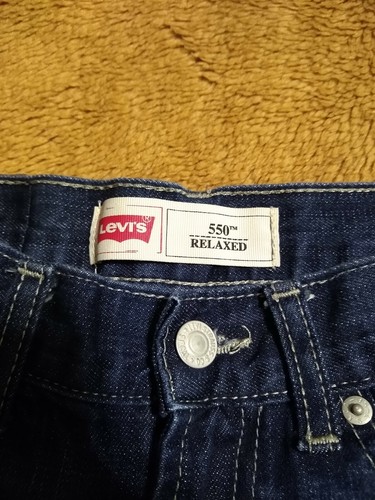 LEVI'S ®
550™
RELAXED